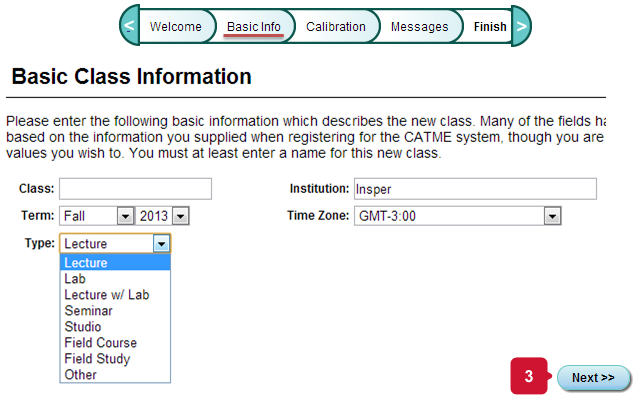 < Welcome Basic Info Calibration Messages Finish >
Basic Class Information
Please enter the following basic information which describes the new class. Many of the fields
based on the information you supplied when registering for the CATME system, though you are
values you wish to. You must at least enter a name for this new class.
Class: Institution: Insper
Term: Fall 2013 Time Zone: GMT-3:00
Type: Lecture
Lecture
Lab
Lecture w/ Lab
Seminar
Studio
Field Course
Field Study
Other
3 Next >>